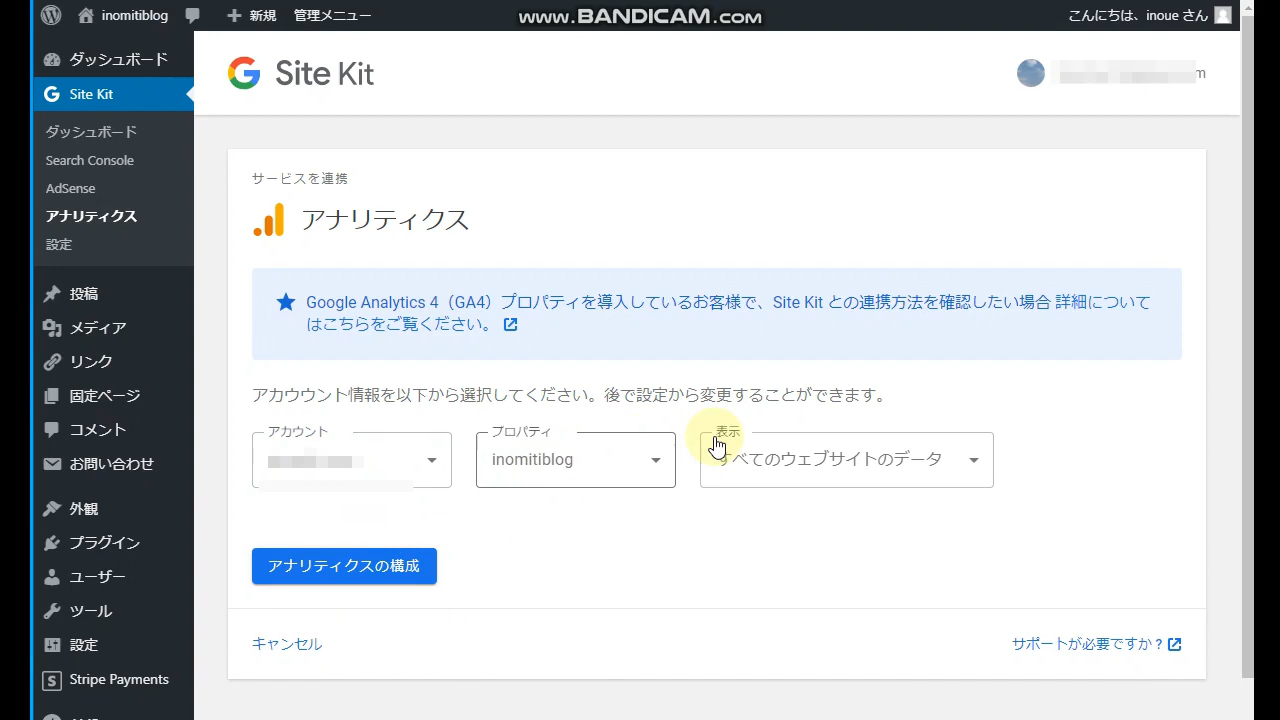 inomitiblog
新規
管理メニュー
www.BANDICAM.com
こんにちは、inoue さん
ダッシュボード
Site Kit
ダッシュボード
Search Console
AdSense
アナリティクス
設定
投稿
メディア
リンク
固定ページ
コメント
お問い合わせ
外観
プラグイン
ユーザー
ツール
設定
Stripe Payments
Site Kit
m
サービスを連携
アナリティクス
Google Analytics 4（GA4）プロパティを導入しているお客様で、Site Kit との連携方法を確認したい場合 詳細について
はこちらをご覧ください。
アカウウント情報を以下から選択してください。後で設定から変更することができます。
アカウント
プロパティ
inomitiblog
表示
すべてのウェブサイトのデータ
アナリティクスの構成
キャンセル
サポートが必要ですか ?